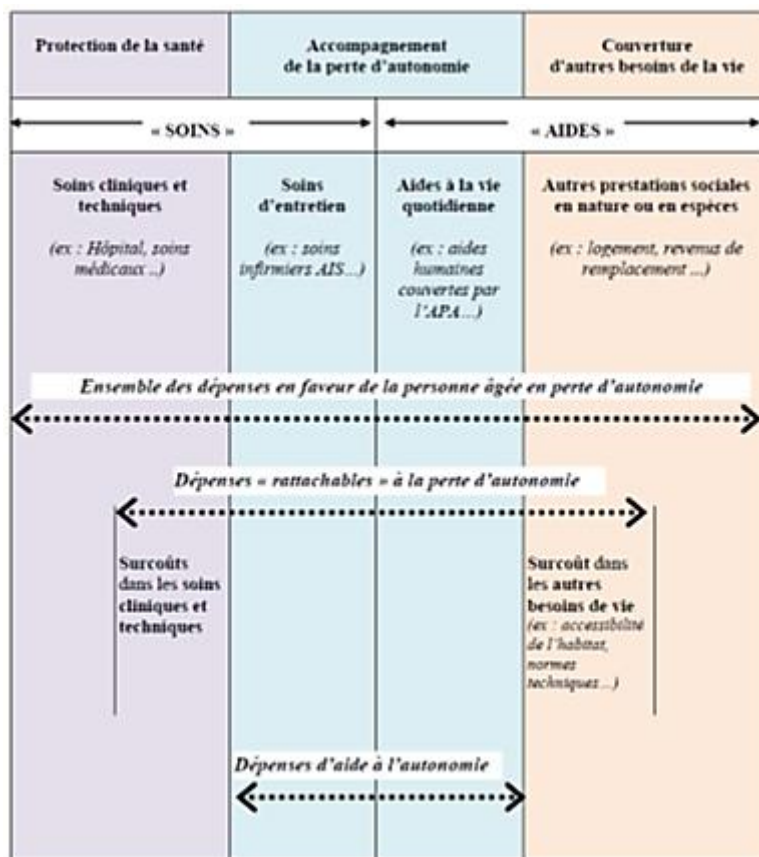 Protection de la santé
Accompagnement
de la perte d'autonomie
Couverture
d'autres besoins de la vie
« SOINS »
« AIDES »
Soins cliniques et
techniques
(ex : Hôpital, soins
médicaux ..)
Soins
d'entretien
(ex : soins
infirmiers AIS...)
Aides à la vie
quotidienne
(ex : aides
humaines
couvertes par
l'APA...)
Autres prestations sociales
en nature ou en espèces
(ex : logement, revenus de
remplacement ...)
Ensemble des dépenses en faveur de la personne âgée en perte d'autonomie
Dépenses « rattachables » à la perte d'autonomie
Surcoûts
dans les soins
cliniques et
techniques
Surcoût dans
les autres
besoins de vie
(ex : accessibilité
de l'habitat,
normes
techniques...)
Dépenses d'aide à l'autonomie